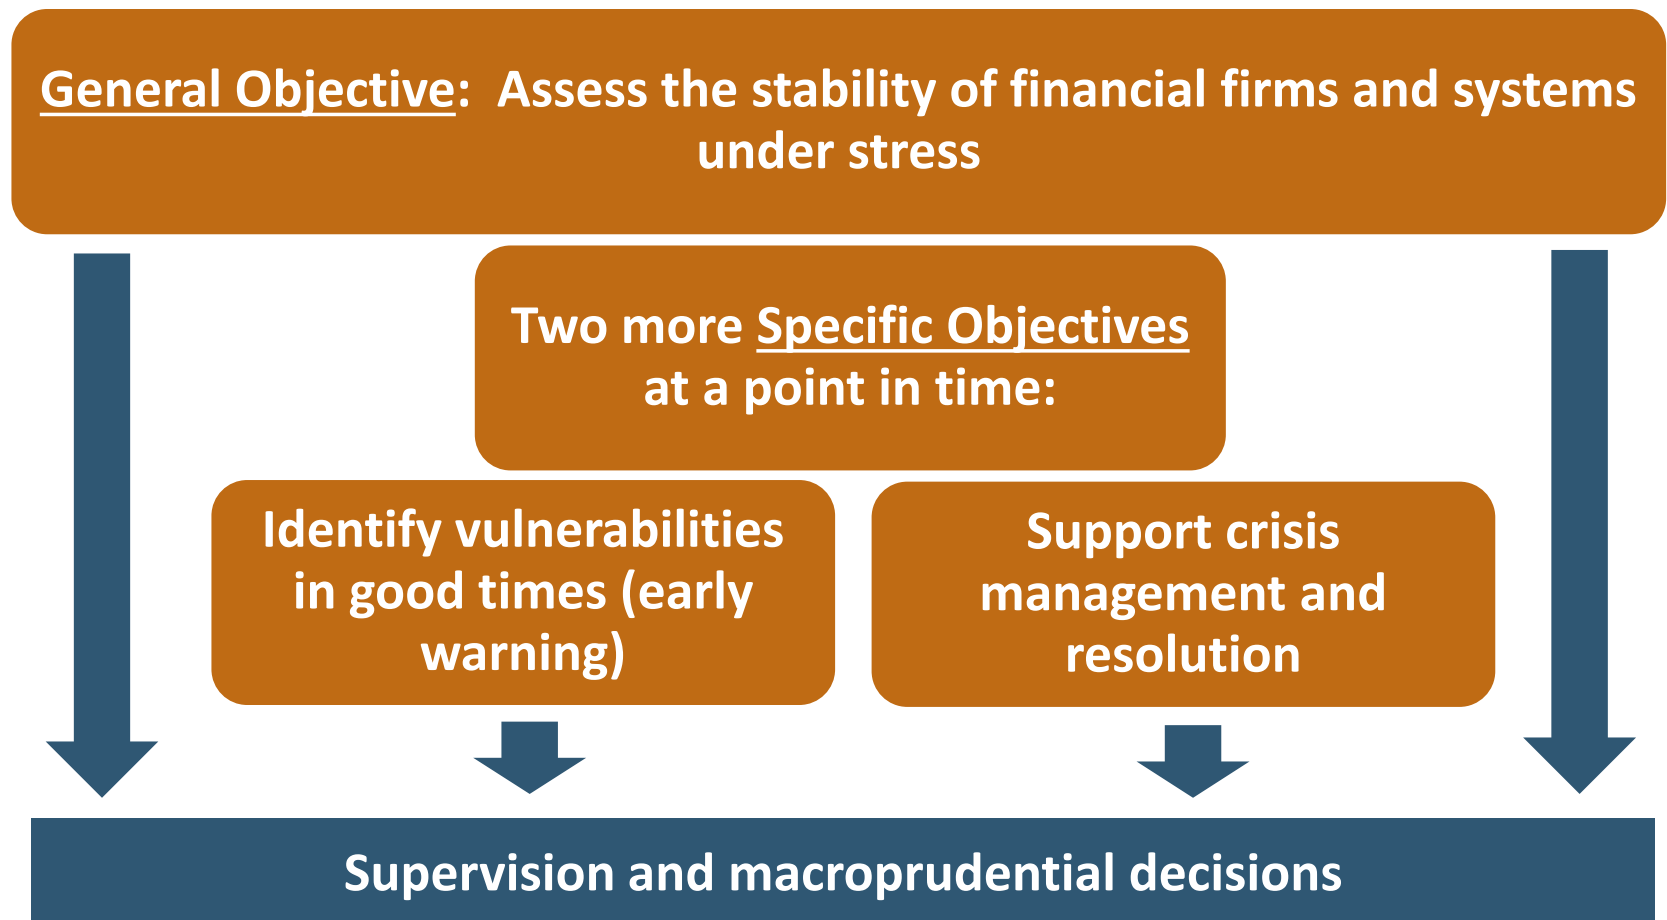 General Objective: Assess the stability of financial firms and systems
under stress
Two more Specific Objectives
at a point in time:
Identify vulnerabilities
in good times (early
warning)
Support crisis
management and
resolution
Supervision and macroprudential decisions